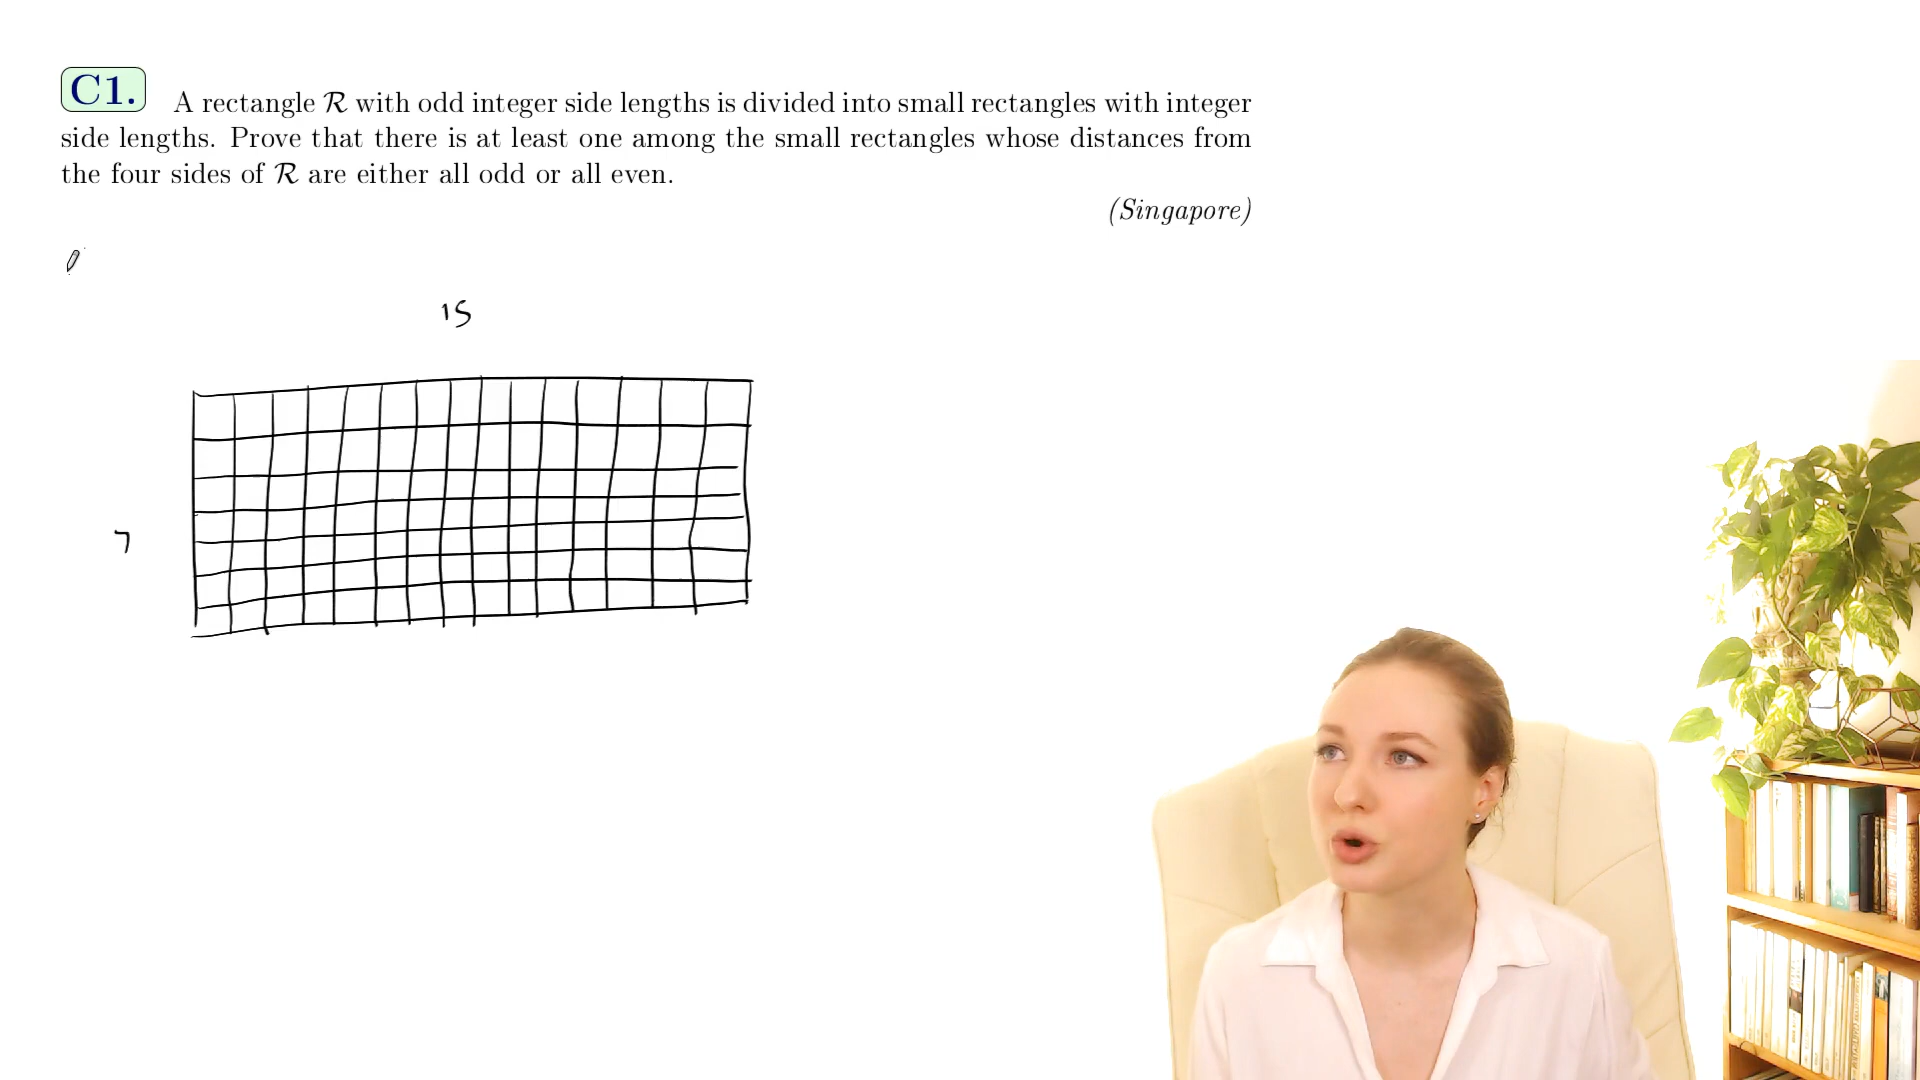 C1. A rectangle ℛ with odd integer side lengths is divided into small rectangles with integer
side lengths. Prove that there is at least one among the small rectangles whose distances from
the four sides of ℛ are either all odd or all even.
(Singapore)
15
7